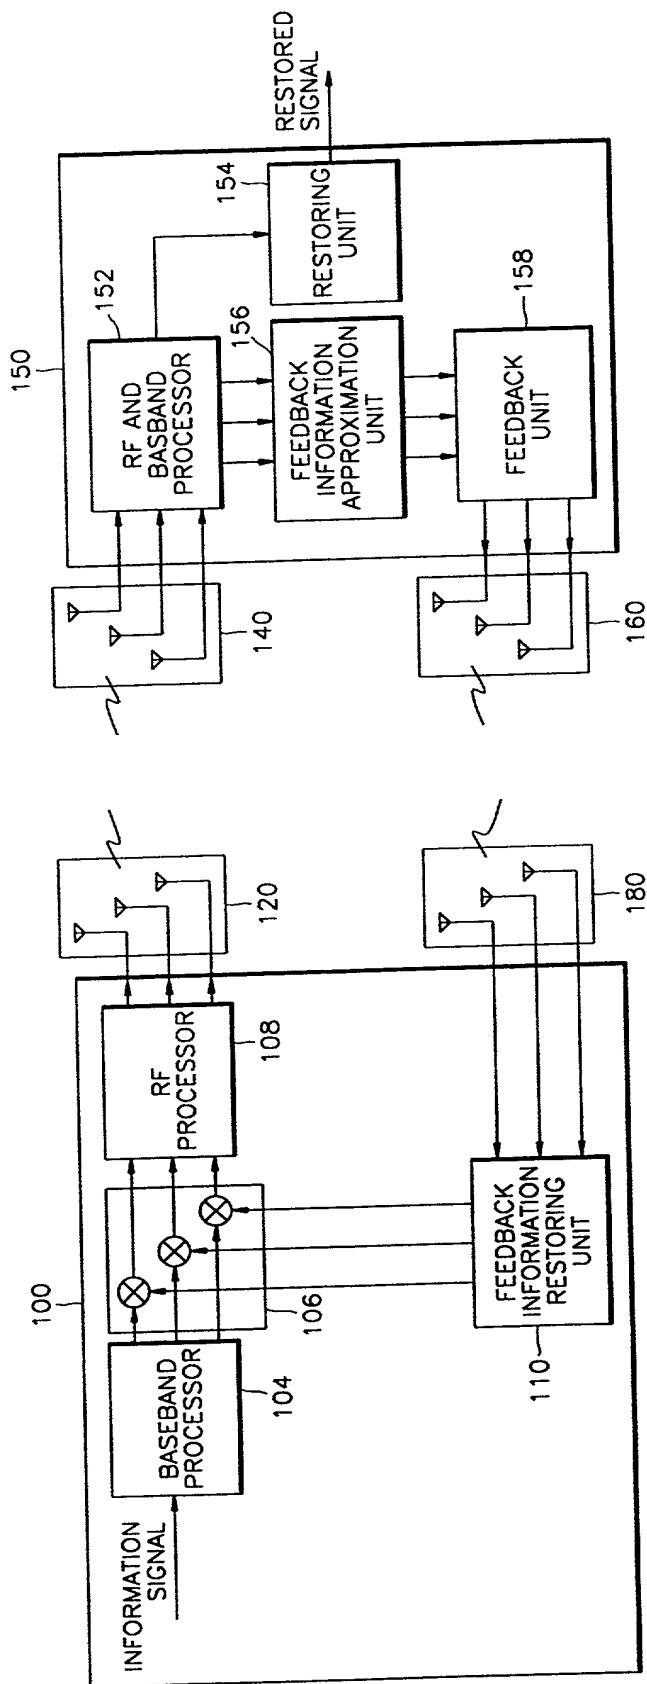 100
INFORMATION
SIGNAL
BASEBAND
PROCESSOR
104
106
RF
PROCESSOR
108
120
FEEDBACK
INFORMATION
RESTORING
UNIT
110
180
150
140
RF AND
BASBAND
PROCESSOR
152
RESTORING
UNIT
154
RESTORED
SIGNAL
FEEDBACK
INFORMATION
APPROXIMATION
UNIT
156
FEEDBACK
UNIT
158
160